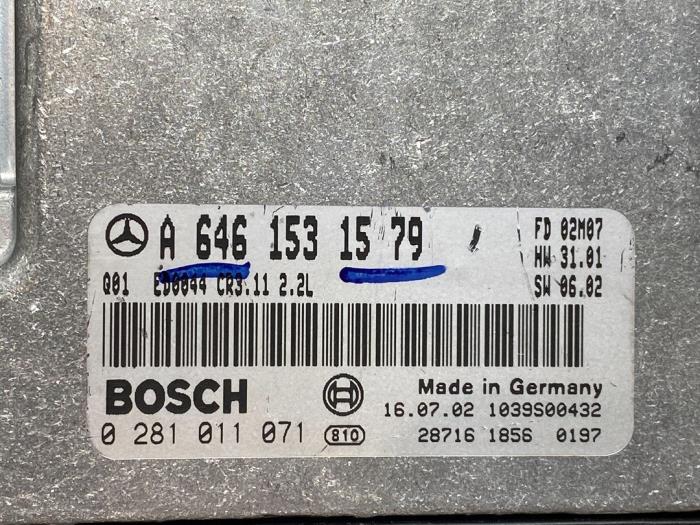 A 646 153 15 79
FD 02M07
HW 31.01
SW 06.02
Q01 ED0044 CR3.11 2.2L
BOSCH
Made in Germany
16.07.02 1039S00432
0 281 011 071 810
28716 1856 0197